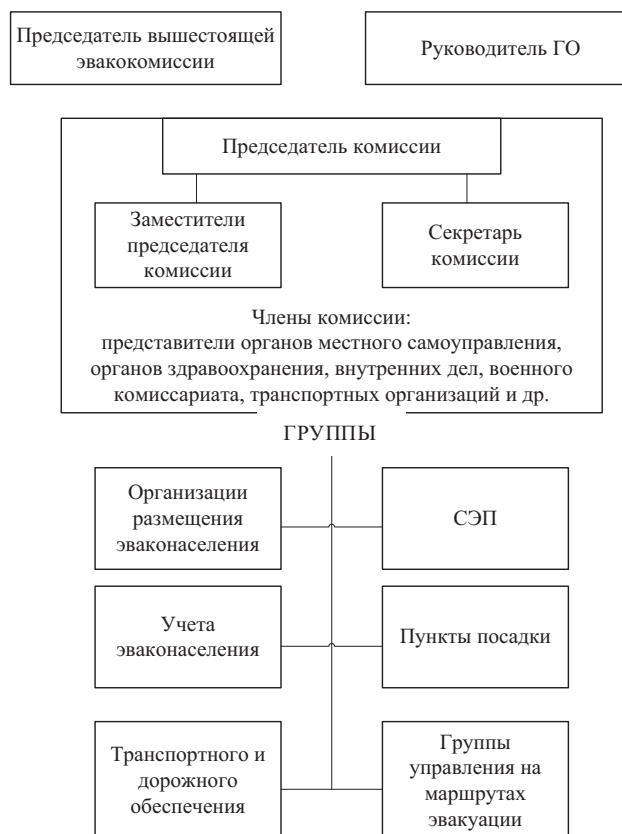 Председатель вышестоящей
эвакокомиссии
Руководитель ГО
Председатель комиссии
Заместители
председателя
комиссии
Секретарь
комиссии
Члены комиссии:
представители органов местного самоуправления,
органов здравоохранения, внутренних дел, военного
комиссариата, транспортных организаций и др.
ГРУППЫ
Организации
размещения
эваконаселения
СЭП
Учета
эваконаселения
Пункты посадки
Транспортного и
дорожного
обеспечения
Группы
управления на
маршрутах
эвакуации